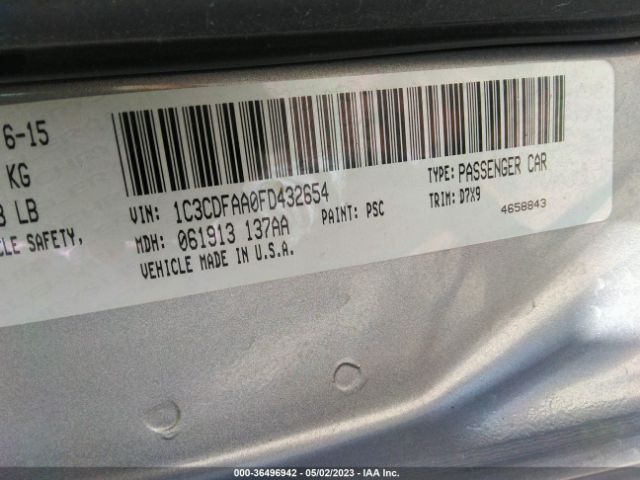 6-15
KG
LB
CLE SAFETY,
VIN: 1C3CDFAA0FD432654
TYPE: PASSENGER CAR
MDH: 061913 137AA
PAINT: PSC
TRIM: D7X9
VEHICLE MADE IN U.S.A.
4658843
000-36496942 - 05/02/2023 - IAA Inc.